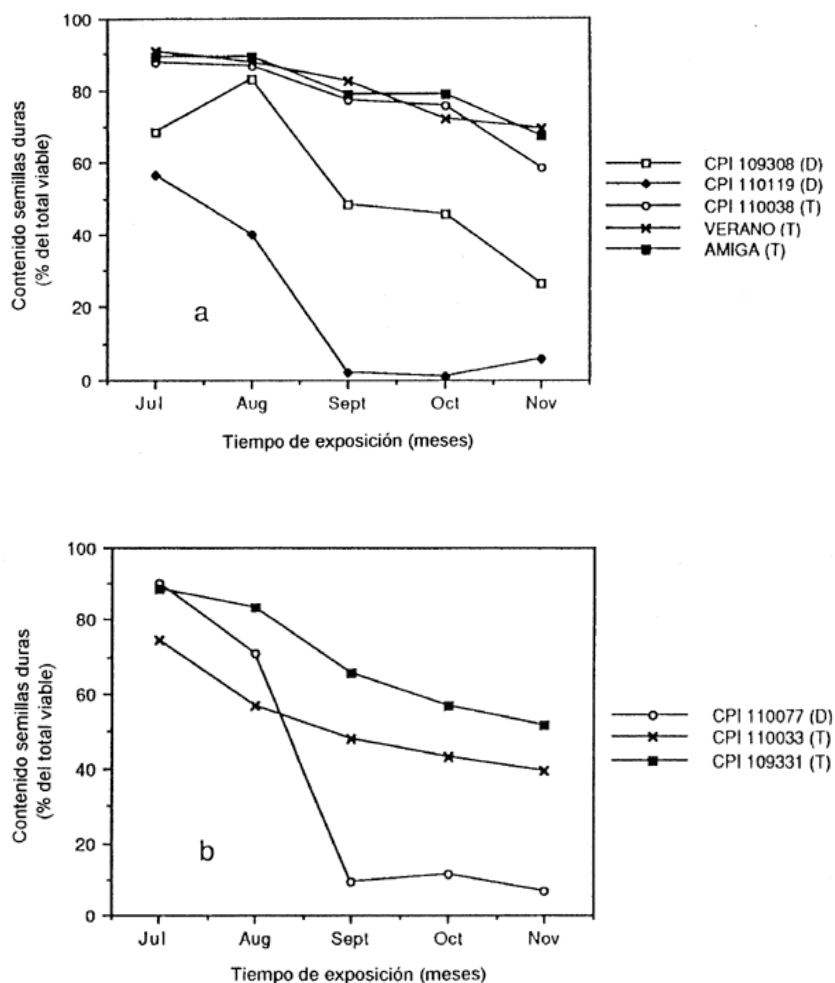 100
80
60
40
20
0
Contenido semillas duras
(% del total viable)
a
Jul Aug Sept Oct Nov
Tiempo de exposición (meses)
CPI 109308 (D)
CPI 110119 (D)
CPI 110038 (T)
VERANO (T)
AMIGA (T)
100
80
60
40
20
0
Contenido semillas duras
(% del total viable)
b
Jul Aug Sept Oct Nov
Tiempo de exposición (meses)
CPI 110077 (D)
CPI 110033 (T)
CPI 109331 (T)